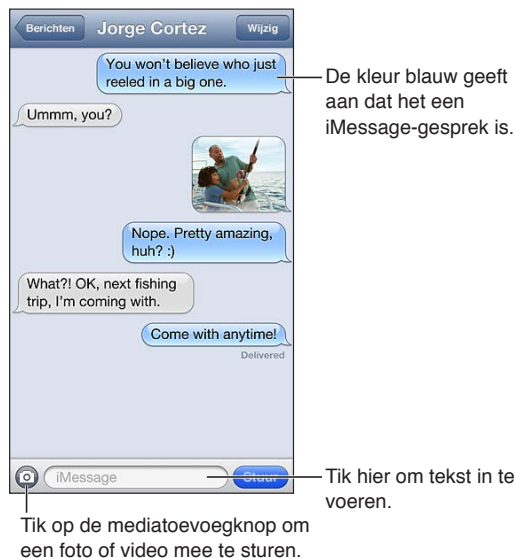 Berichten Jorge Cortez Wijzig
You won't believe who just
reeled in a big one.
De kleur blauw geeft
aan dat het een
iMessage-gesprek is.
Ummm, you?
Nope. Pretty amazing,
huh? :)
What?! OK, next fishing
trip, I'm coming with.
Come with anytime!
Delivered
iMessage Stuur
Tik hier om tekst in te
voeren.
Tik op de mediatoevoegknop om
een foto of video mee te sturen.